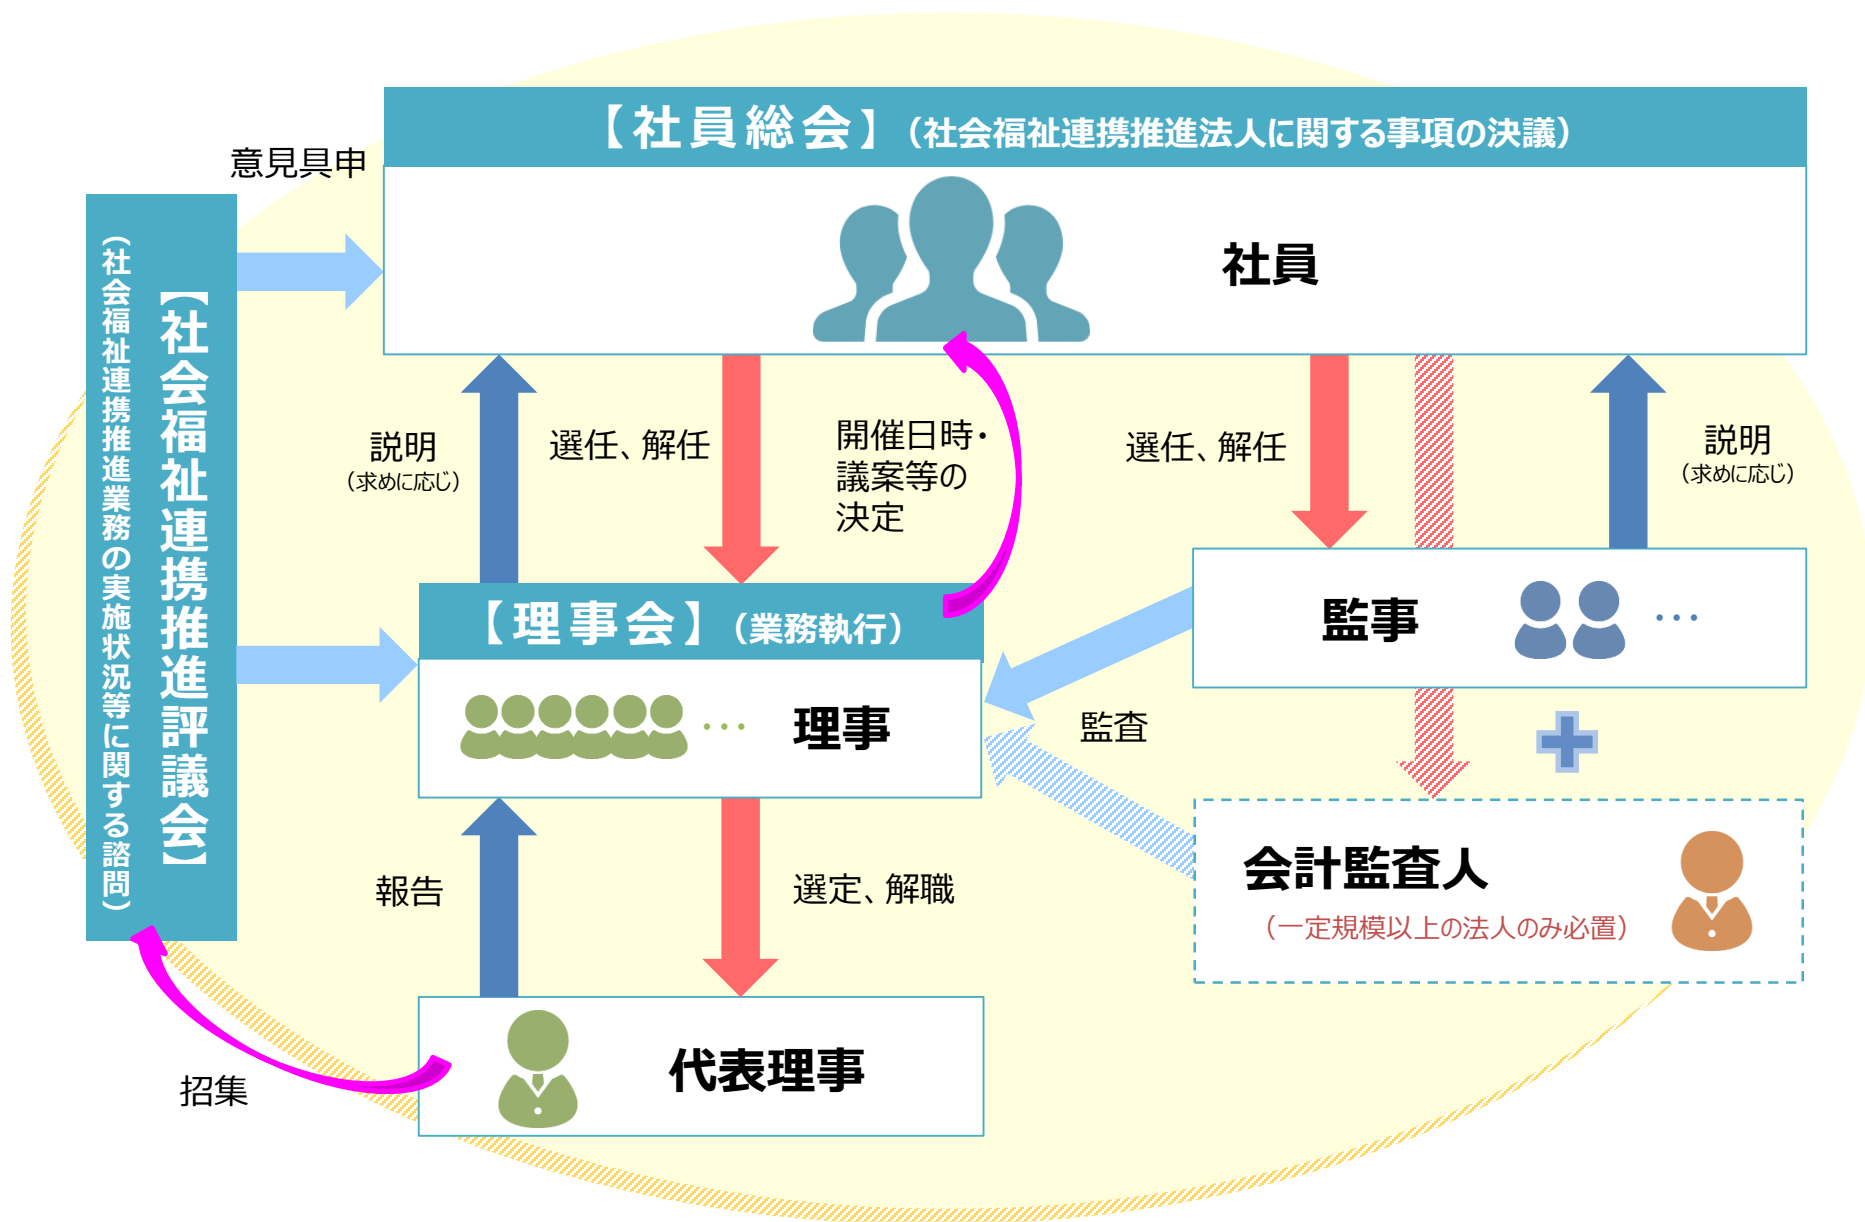 【社員総会】（社会福祉連携推進法人に関する事項の決議）
意見具申
社員
【社会福祉連携推進評議会】
（社会福祉連携推進業務の実施状況等に関する諮問）
説明
（求めに応じ）
選任、解任
開催日時・
議案等の
決定
選任、解任
説明
（求めに応じ）
【理事会】（業務執行）
… 理事
監事 …
監査
会計監査人
（一定規模以上の法人のみ必置）
報告
選定、解職
代表理事
招集